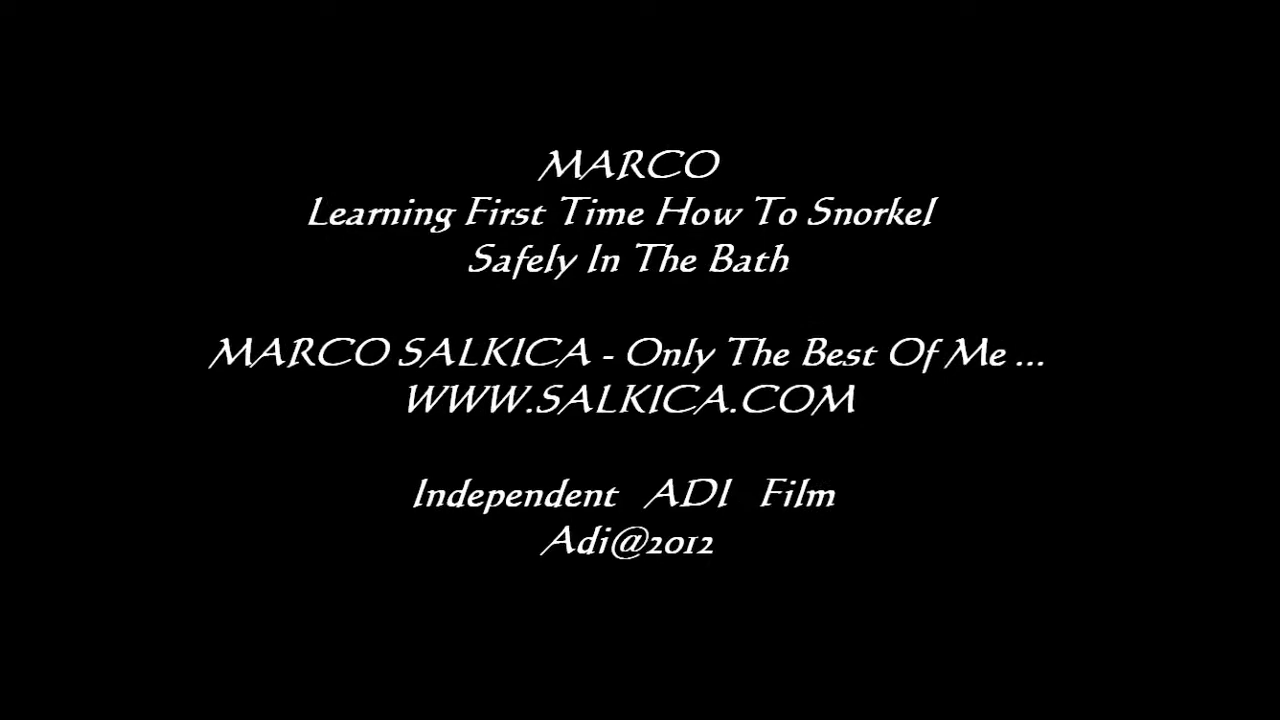 MARCO
Learning First Time How To Snorkel
Safely In The Bath
MARCO SALKICA - Only The Best Of Me ...
WWW.SALKICA.COM
Independent ADI Film
Adi@2012